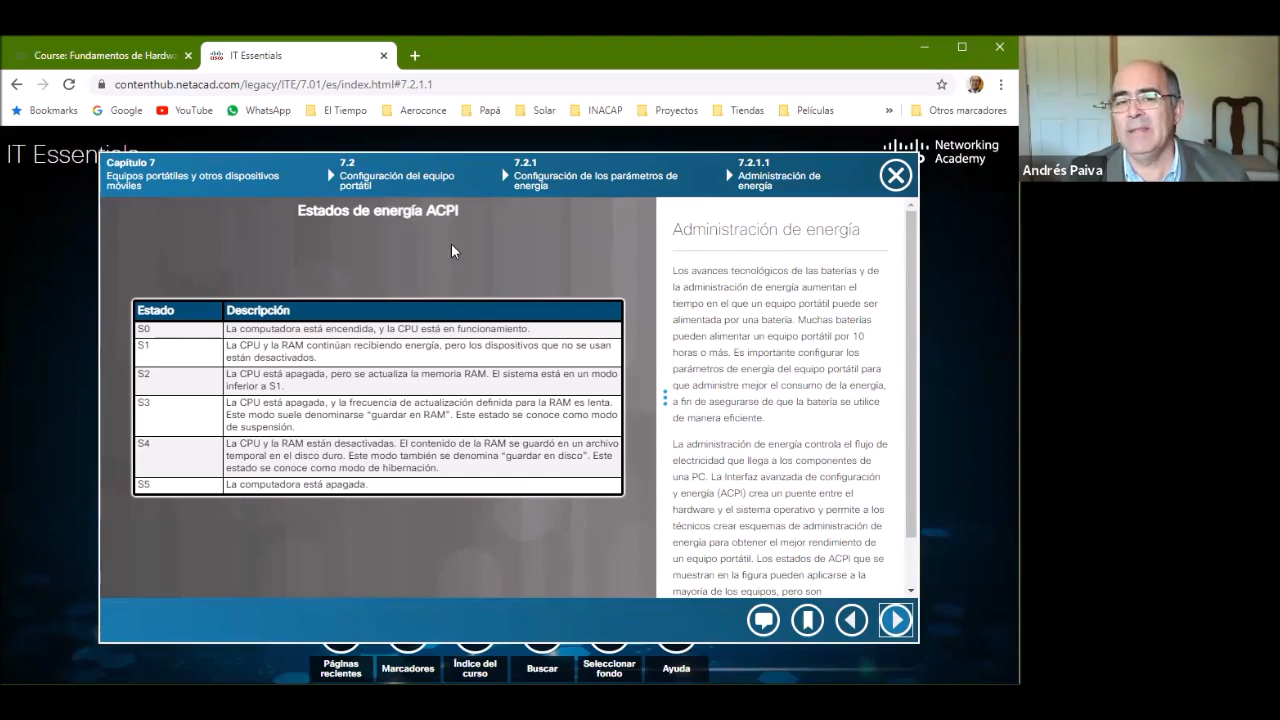 Course: Fundamentos de Hardwa
IT Essentials
contenthub.netacad.com/legacy/ITE/7.01/es/index.html#7.2.1.1
Bookmarks
Google
YouTube
WhatsApp
El Tiempo
Aeroconce
Papá
Solar
INACAP
Proyectos
Tiendas
Películas
»
Otros marcadores
IT Essentials
Networking
Academy
Andrés Paiva
Capítulo 7
Equipos portátiles y otros dispositivos
móviles
7.2
Configuración del equipo
portátil
7.2.1
Configuración de los parámetros de
energía
7.2.1.1
Administración de
energía
Estados de energía ACPI
Estado Descripción
S0 La computadora está encendida, y la CPU está en funcionamiento.
S1 La CPU y la RAM continúan recibiendo energía, pero los dispositivos que no se usan
están desactivados.
S2 La CPU está apagada, pero se actualiza la memoria RAM. El sistema está en un modo
inferior a S1.
S3 La CPU está apagada, y la frecuencia de actualización definida para la RAM es lenta.
Este modo suele denominarse “guardar en RAM”. Este estado se conoce como modo
de suspensión.
S4 La CPU y la RAM están desactivadas. El contenido de la RAM se guardó en un archivo
temporal en el disco duro. Este modo también se denomina “guardar en disco”. Este
estado se conoce como modo de hibernación.
S5 La computadora está apagada.
Administración de energía
Los avances tecnológicos de las baterías y de
la administración de energía aumentan el
tiempo en el que un equipo portátil puede ser
alimentada por una batería. Muchas baterías
pueden alimentar un equipo portátil por 10
horas o más. Es importante configurar los
parámetros de energía del equipo portátil para
que administre mejor el consumo de la energía,
a fin de asegurarse de que la batería se utilice
de manera eficiente.
La administración de energía controla el flujo de
electricidad que llega a los componentes de
una PC. La Interfaz avanzada de configuración
y energía (ACPI) crea un puente entre el
hardware y el sistema operativo y permite a los
técnicos crear esquemas de administración de
energía para obtener el mejor rendimiento de
un equipo portátil. Los estados de ACPI que se
muestran en la figura pueden aplicarse a la
mayoría de los equipos, pero son
Páginas
recientes
Marcadores
Índice del
curso
Buscar
Seleccionar
fondo
Ayuda